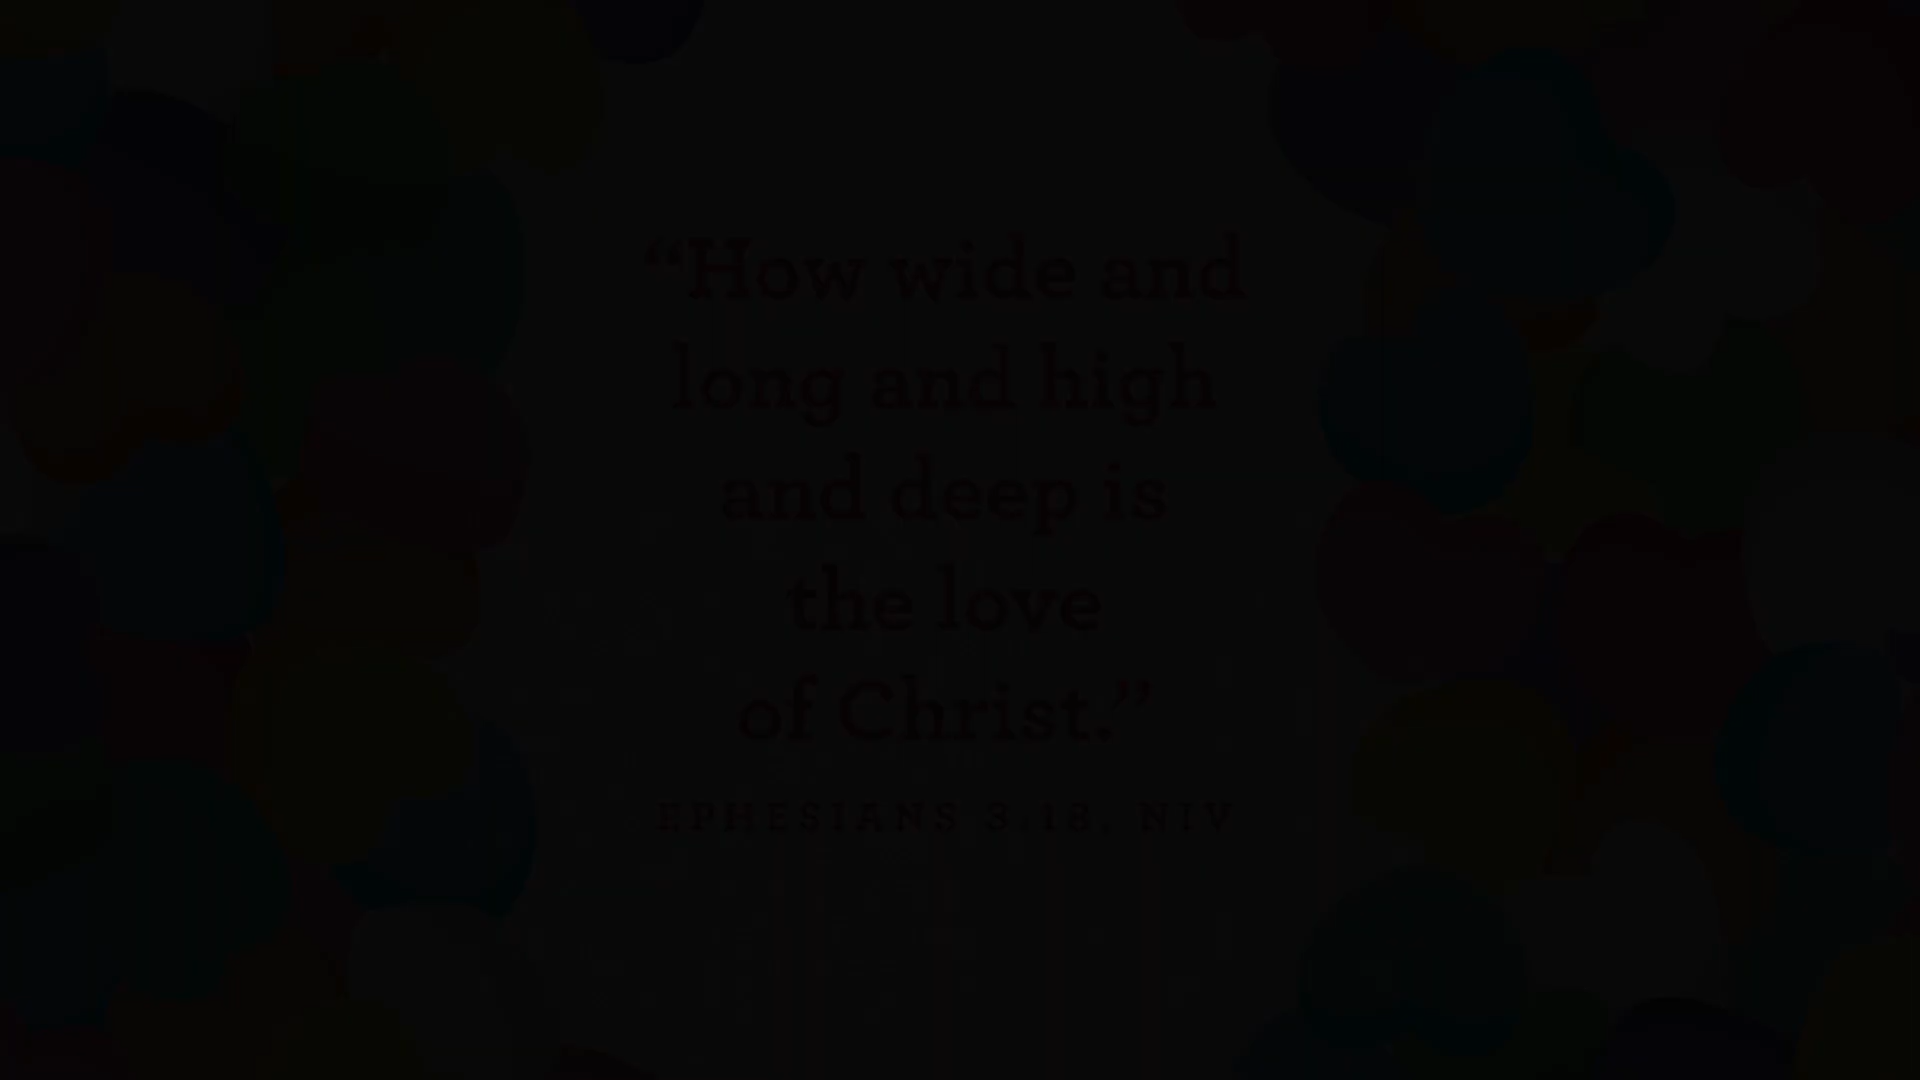 “How wide and
long and high
and deep is
the love
of Christ.”
EPHESIANS 3:18, NIV